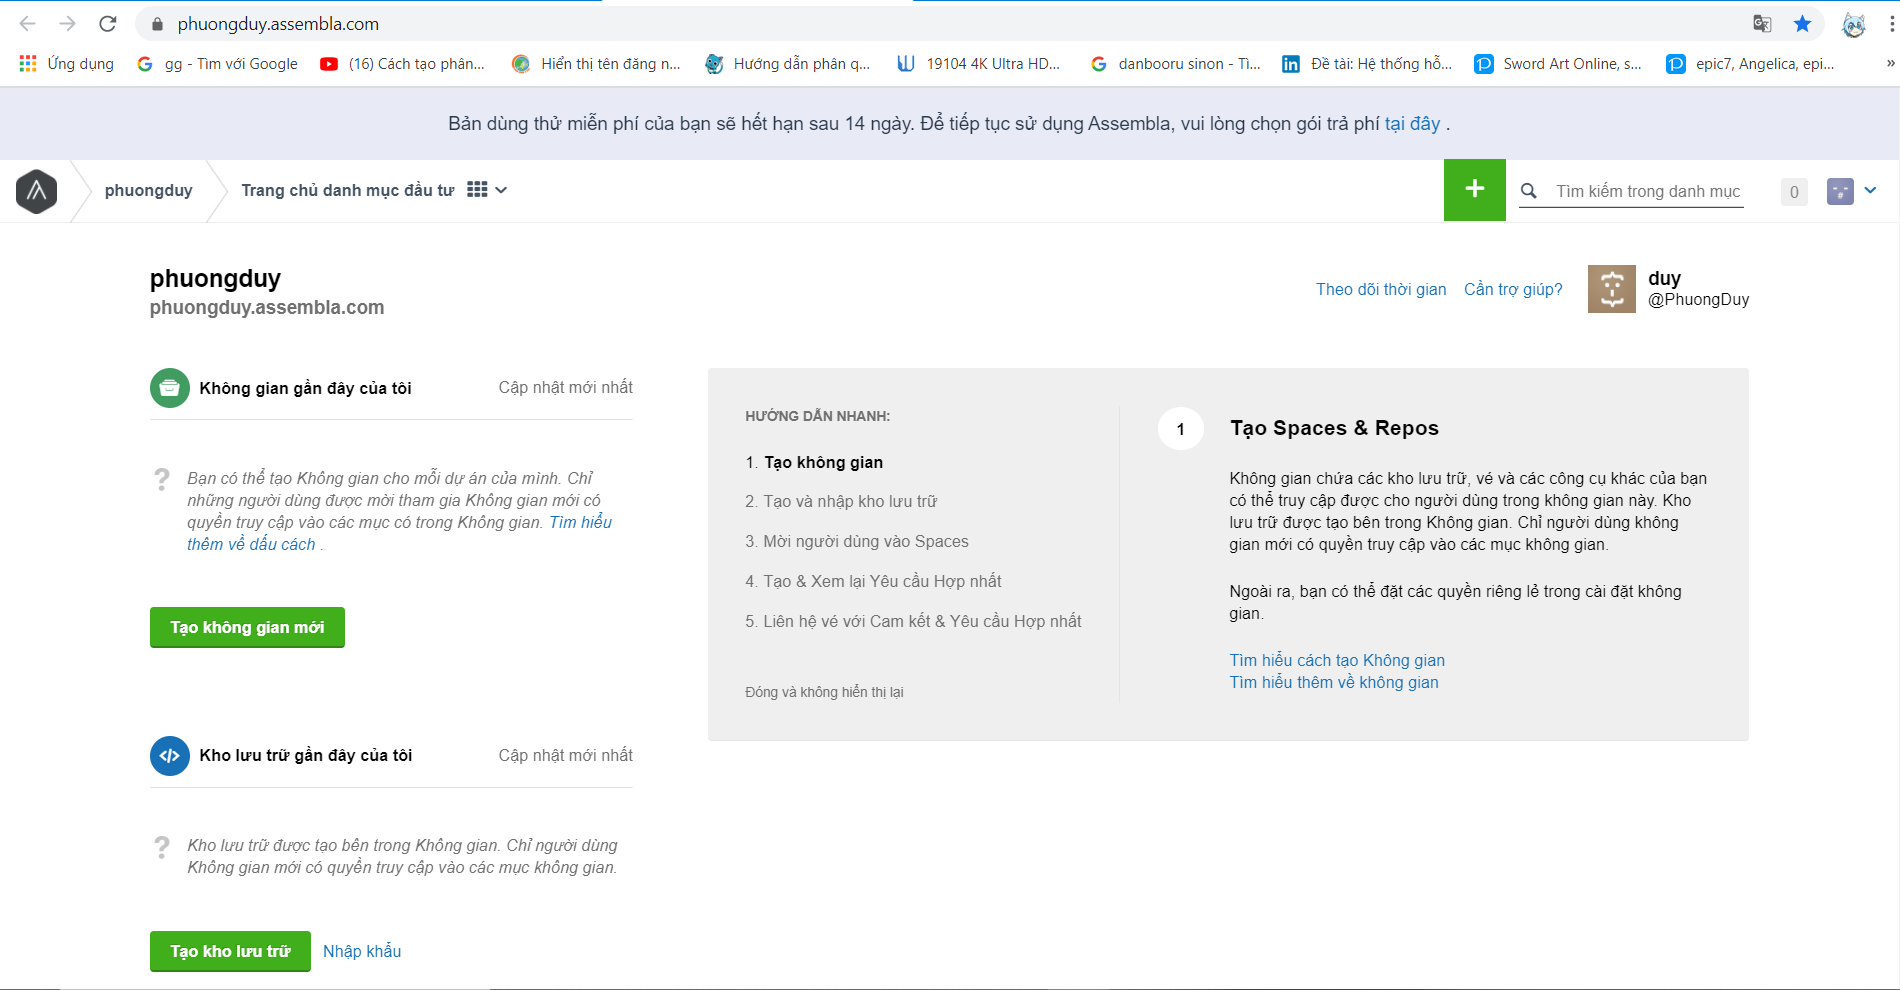 phuongduy.assembla.com
Ứng dụng
gg - Tìm với Google
(16) Cách tạo phân...
Hiển thị tên đăng n...
Hướng dẫn phân q...
19104 4K Ultra HD...
danbooru sinon - Tì...
Đề tài: Hệ thống hỗ...
Sword Art Online, s...
epic7, Angelica, epi...
»
Bản dùng thử miễn phí của bạn sẽ hết hạn sau 14 ngày. Để tiếp tục sử dụng Assembla, vui lòng chọn gói trả phí tại đây .
phuongduy
Trang chủ danh mục đầu tư
+
Tìm kiếm trong danh mục
0
phuongduy
phuongduy.assembla.com
Theo dõi thời gian
Cần trợ giúp?
duy
@PhuongDuy
Không gian gần đây của tôi
Cập nhật mới nhất
? Bạn có thể tạo Không gian cho mỗi dự án của mình. Chỉ
những người dùng được mời tham gia Không gian mới có
quyền truy cập vào các mục có trong Không gian. Tìm hiểu
thêm về dấu cách .
Tạo không gian mới
HƯỚNG DẪN NHANH:
1. Tạo không gian
2. Tạo và nhập kho lưu trữ
3. Mời người dùng vào Spaces
4. Tạo & Xem lại Yêu cầu Hợp nhất
5. Liên hệ vé với Cam kết & Yêu cầu Hợp nhất
Đóng và không hiển thị lại
1
Tạo Spaces & Repos
Không gian chứa các kho lưu trữ, vé và các công cụ khác của bạn
có thể truy cập được cho người dùng trong không gian này. Kho
lưu trữ được tạo bên trong Không gian. Chỉ người dùng không
gian mới có quyền truy cập vào các mục không gian.
Ngoài ra, bạn có thể đặt các quyền riêng lẻ trong cài đặt không
gian.
Tìm hiểu cách tạo Không gian
Tìm hiểu thêm về không gian
Kho lưu trữ gần đây của tôi
Cập nhật mới nhất
? Kho lưu trữ được tạo bên trong Không gian. Chỉ người dùng
Không gian mới có quyền truy cập vào các mục không gian.
Tạo kho lưu trữ
Nhập khẩu